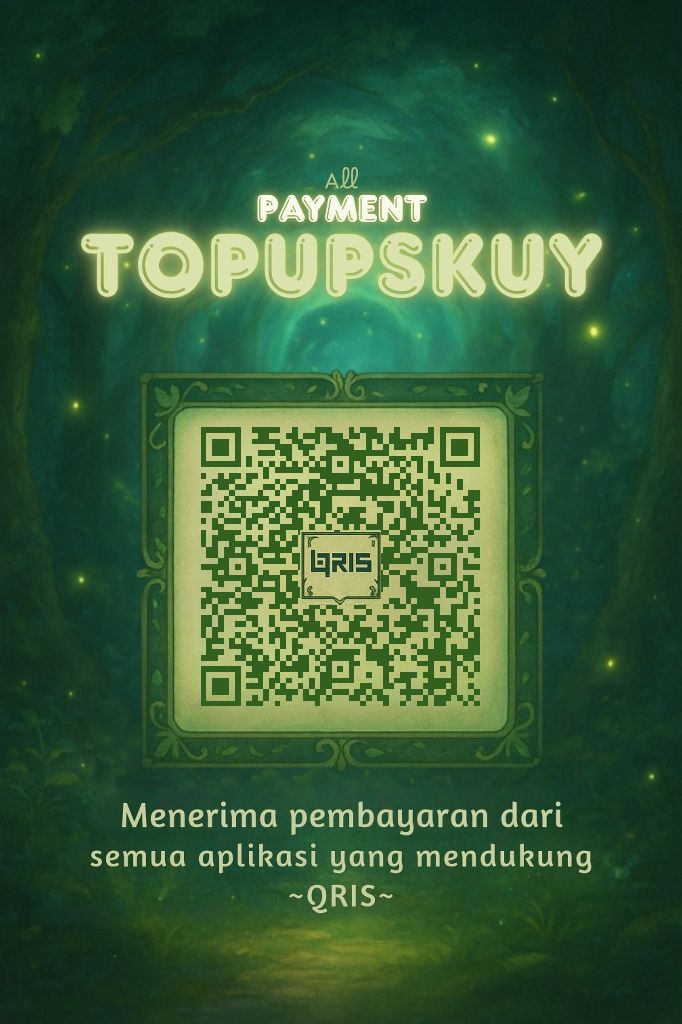 All
PAYMENT
TOPUPSKUY
QRIS
Menerima pembayaran dari
semua aplikasi yang mendukung
~QRIS~